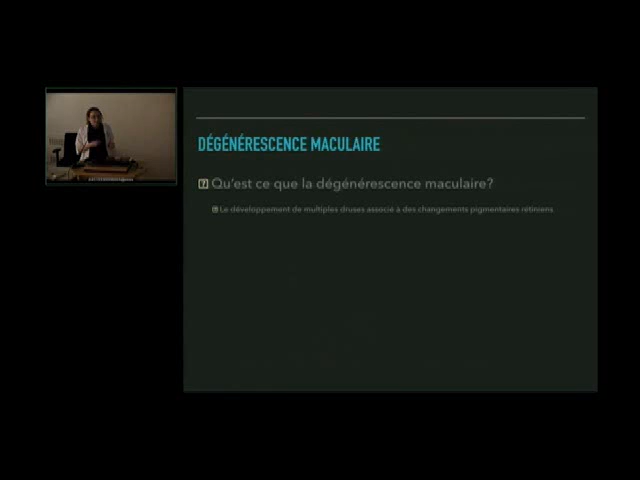 DÉGÉNÉRESCENCE MACULAIRE
Qu'est ce que la dégénérescence maculaire?
Le développement de multiples druses associé à des changements pigmentaires rétiniens